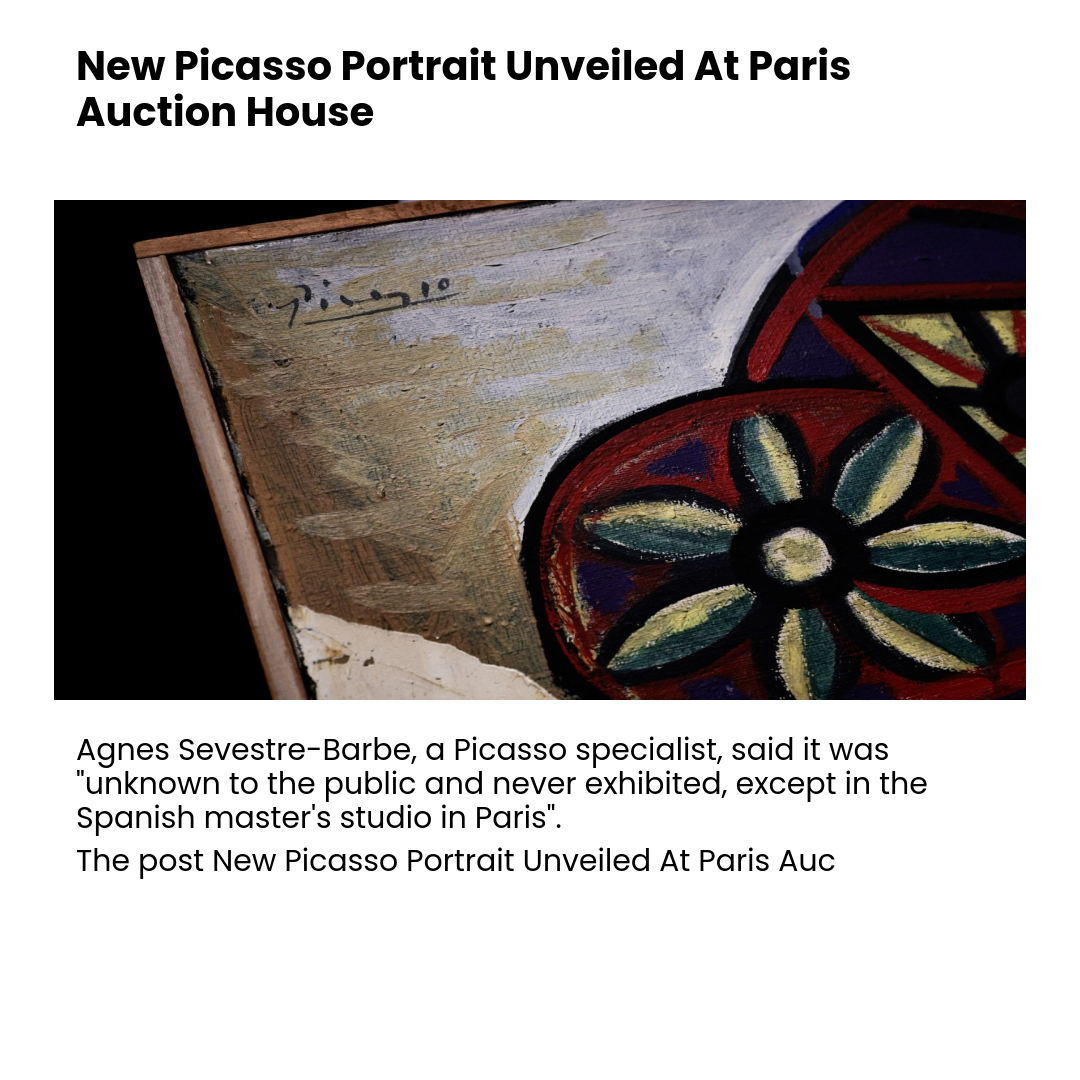 New Picasso Portrait Unveiled At Paris
Auction House
Picasso
Agnes Sevestre-Barbe, a Picasso specialist, said it was
"unknown to the public and never exhibited, except in the
Spanish master's studio in Paris".
The post New Picasso Portrait Unveiled At Paris Auc